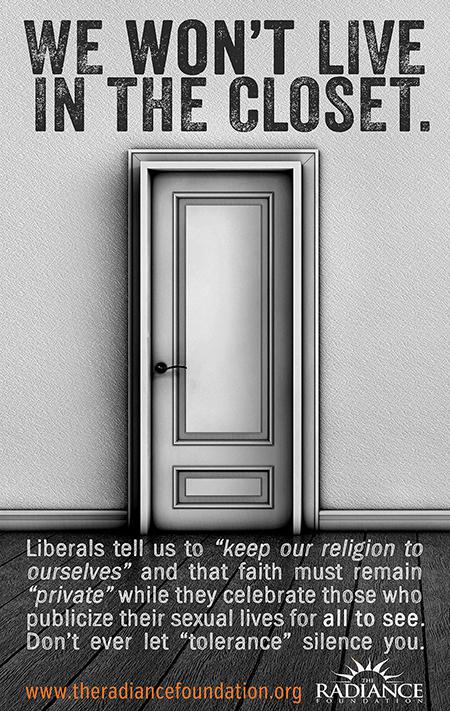 WE WON'T LIVE
IN THE CLOSET.
Liberals tell us to “keep our religion to
ourselves” and that faith must remain
“private” while they celebrate those who
publicize their sexual lives for all to see.
Don't ever let “tolerance” silence you.
www.theradiancefoundation.org
THE
RADIANCE
FOUNDATION